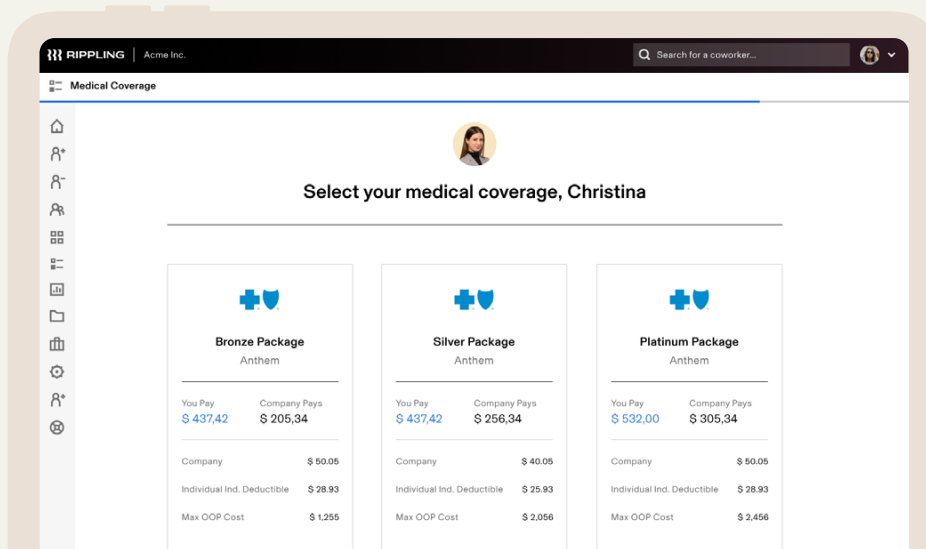 RIPPLING Acme Inc. Search for a coworker...
Medical Coverage
Select your medical coverage, Christina
Bronze Package
Anthem
You Pay Company Pays
$ 437,42 $ 205,34
Company $ 50.05
Individual Ind. Deductible $ 28.93
Max OOP Cost $ 1,255
Silver Package
Anthem
You Pay Company Pays
$ 437,42 $ 256,34
Company $ 40.05
Individual Ind. Deductible $ 25.93
Max OOP Cost $ 2,056
Platinum Package
Anthem
You Pay Company Pays
$ 532,00 $ 305,34
Company $ 50.05
Individual Ind. Deductible $ 28.93
Max OOP Cost $ 2,456